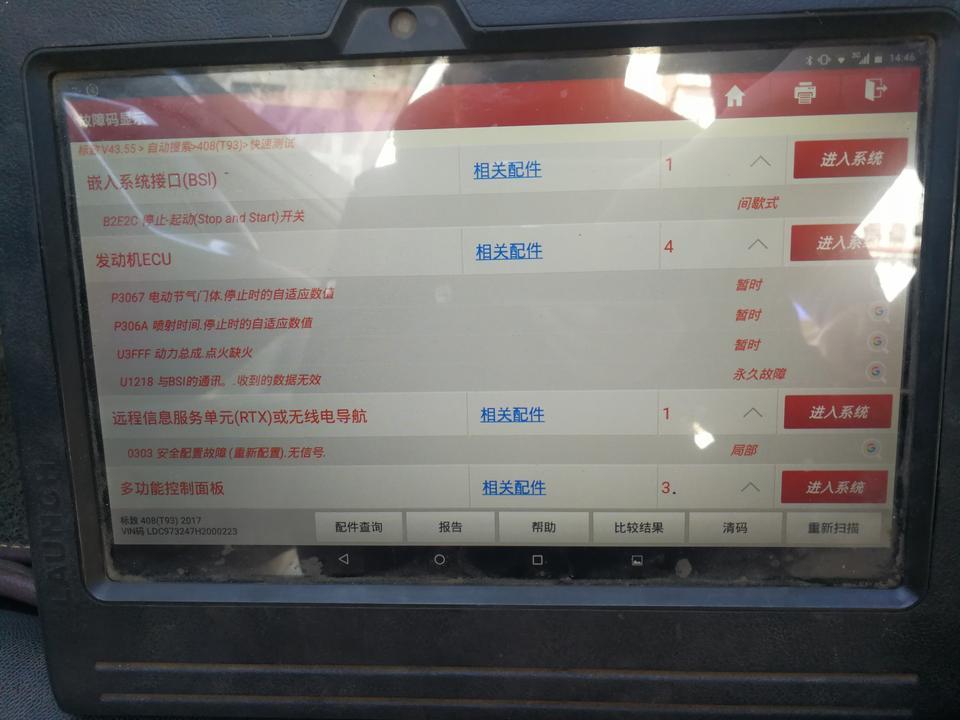 14:46
故障码显示
标致 V43.55 > 自动搜索>408(T93)> 快速测试
嵌入系统接口(BSI) 相关配件 1 进入系统
B2E2C 停止-起动(Stop and Start)开关 间歇式
发动机ECU 相关配件 4 进入系统
P3067 电动节气门体.停止时的自适应数值 暂时
P306A 喷射时间.停止时的自适应数值 暂时
U3FFF 动力总成.点火缺火 暂时
U1218 与BSI的通讯。.收到的数据无效 永久故障
远程信息服务单元(RTX)或无线电导航 相关配件 1 进入系统
0303 安全配置故障 (重新配置).无信号. 局部
多功能控制面板 相关配件 3. 进入系统
标致 408(T93) 2017
VIN码 LDC973247H2000223
配件查询 报告 帮助 比较结果 清码 重新扫描
LAUNCH